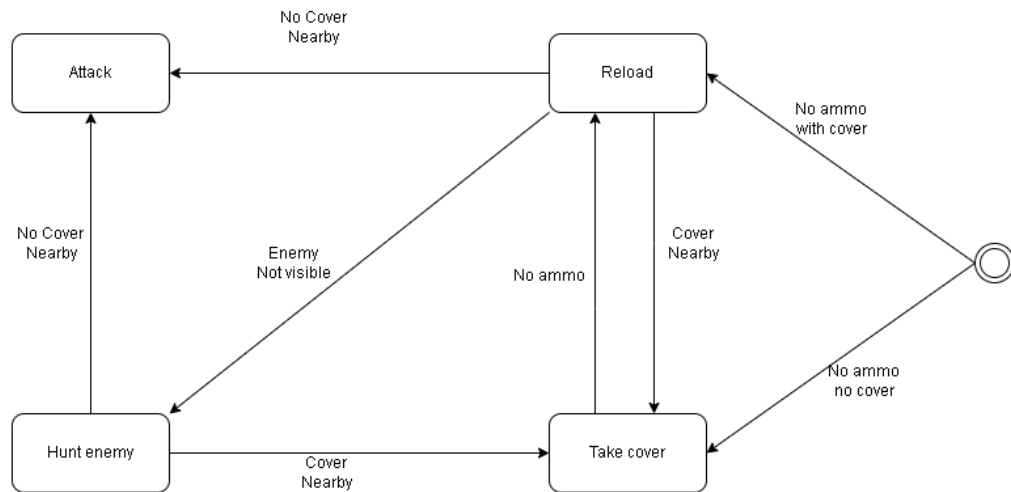 No Cover
Nearby
Attack
Reload
No ammo
with cover
No Cover
Nearby
Enemy
Not visible
No ammo
Cover
Nearby
No ammo
no cover
Hunt enemy
Cover
Nearby
Take cover